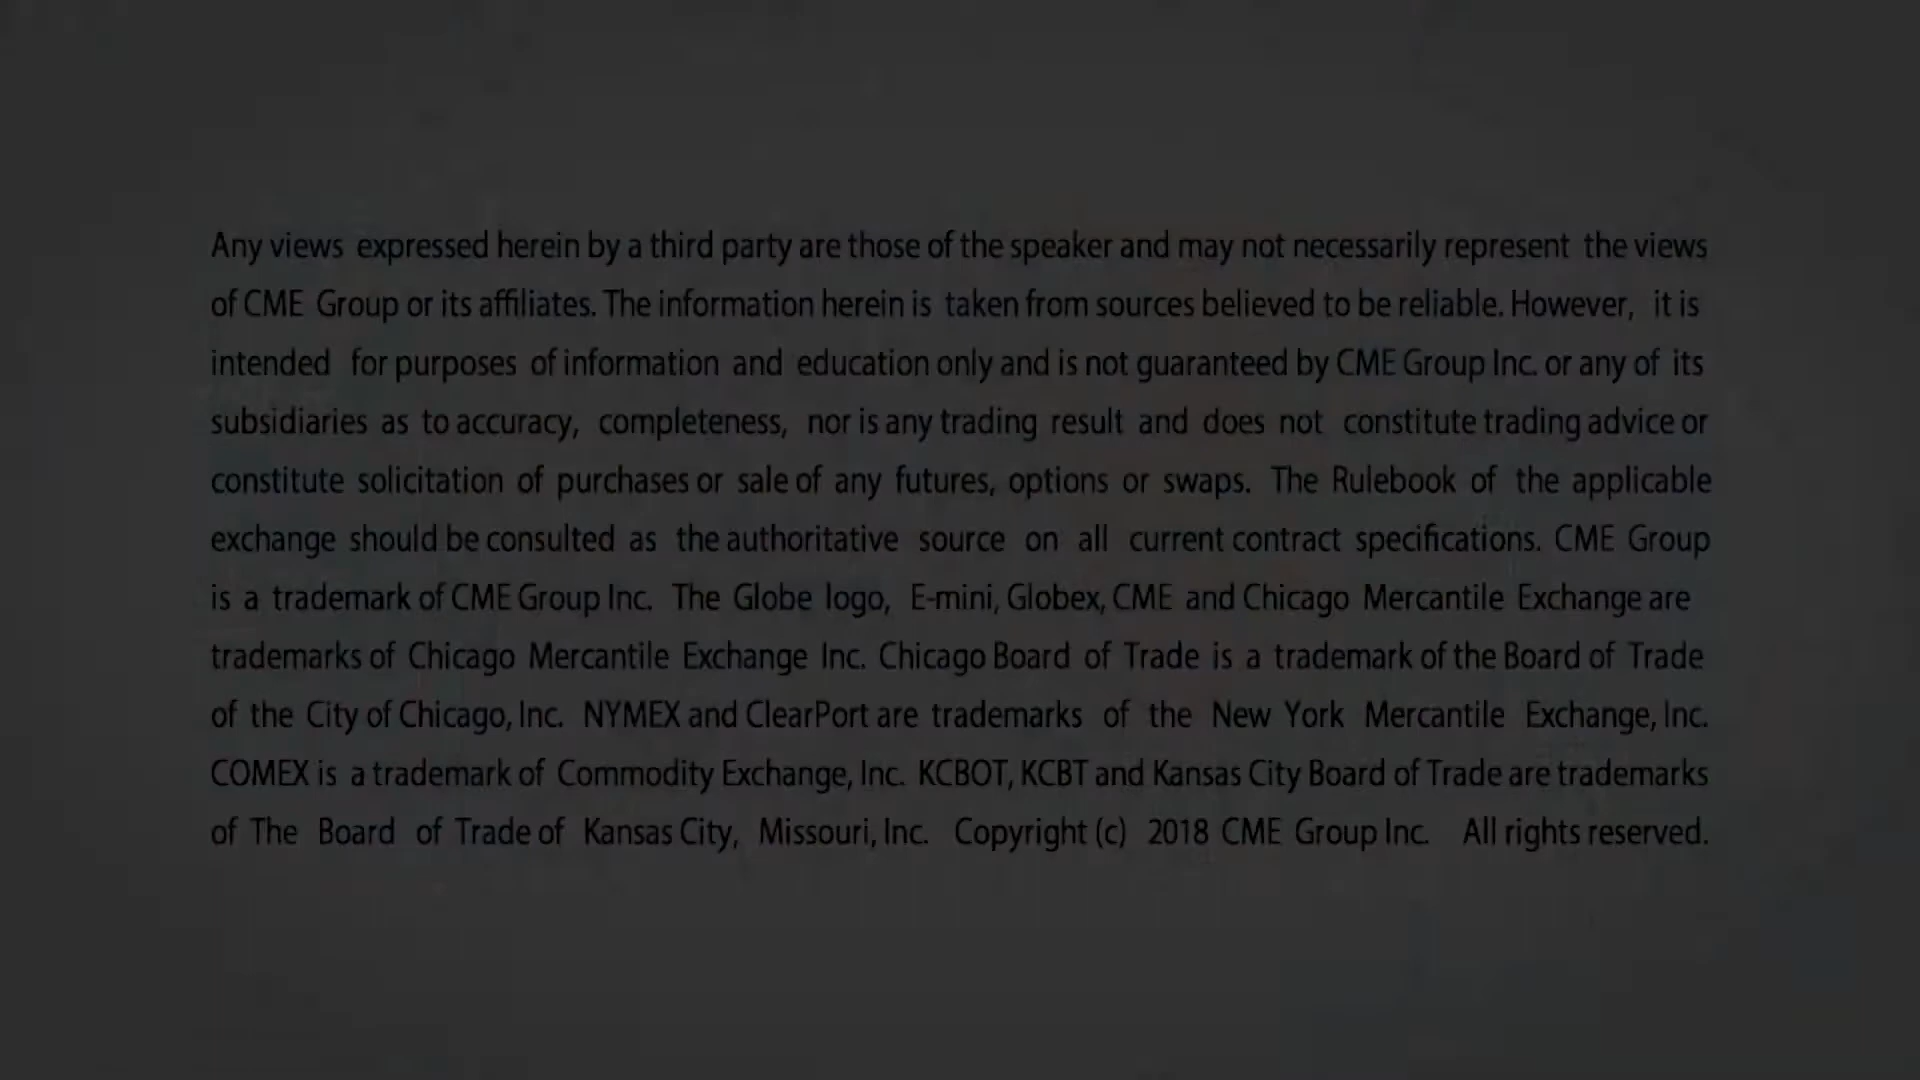 Any views expressed herein by a third party are those of the speaker and may not necessarily represent the views
of CME Group or its affiliates. The information herein is taken from sources believed to be reliable. However, it is
intended for purposes of information and education only and is not guaranteed by CME Group Inc. or any of its
subsidiaries as to accuracy, completeness, nor is any trading result and does not constitute trading advice or
constitute solicitation of purchases or sale of any futures, options or swaps. The Rulebook of the applicable
exchange should be consulted as the authoritative source on all current contract specifications. CME Group
is a trademark of CME Group Inc. The Globe logo, E-mini, Globex, CME and Chicago Mercantile Exchange are
trademarks of Chicago Mercantile Exchange Inc. Chicago Board of Trade is a trademark of the Board of Trade
of the City of Chicago, Inc. NYMEX and ClearPort are trademarks of the New York Mercantile Exchange, Inc.
COMEX is a trademark of Commodity Exchange, Inc. KCBOT, KCBT and Kansas City Board of Trade are trademarks
of The Board of Trade of Kansas City, Missouri, Inc. Copyright (c) 2018 CME Group Inc. All rights reserved.